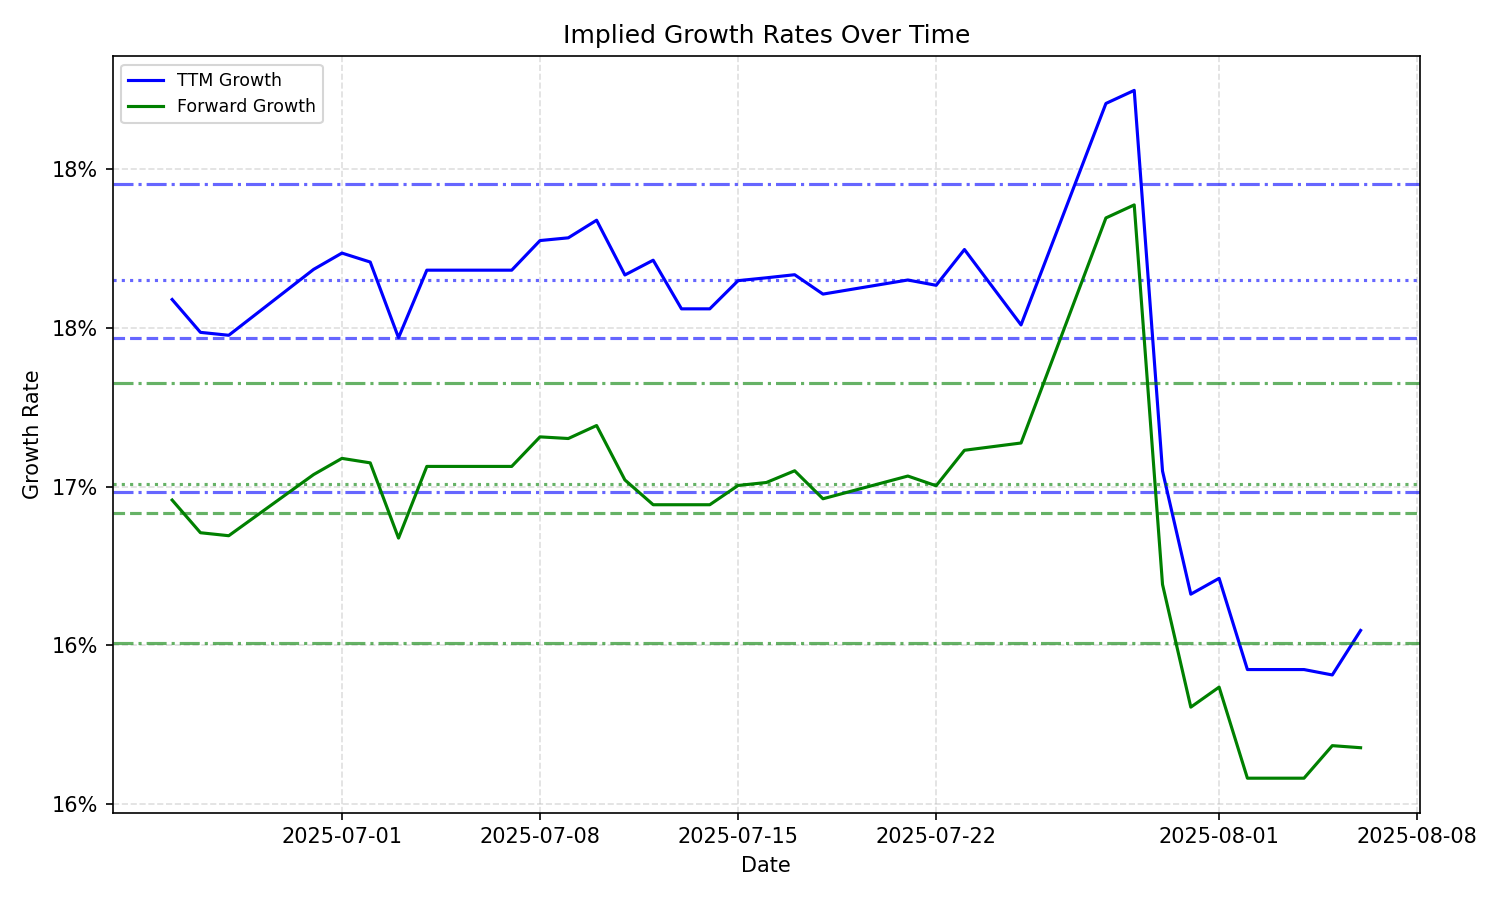 Implied Growth Rates Over Time
TTM Growth
Forward Growth
18%
18%
17%
16%
16%
Growth Rate
2025-07-01
2025-07-08
2025-07-15
2025-07-22
2025-08-01
2025-08-08
Date